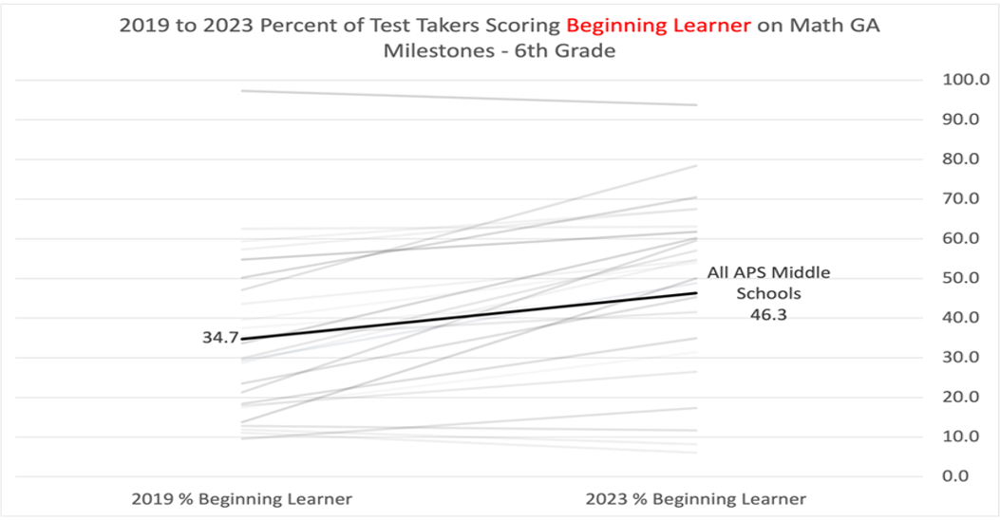 2019 to 2023 Percent of Test Takers Scoring Beginning Learner on Math GA
Milestones - 6th Grade
100.0
90.0
80.0
70.0
60.0
50.0
40.0
30.0
20.0
10.0
0.0
34.7
All APS Middle
Schools
46.3
2019 % Beginning Learner
2023 % Beginning Learner